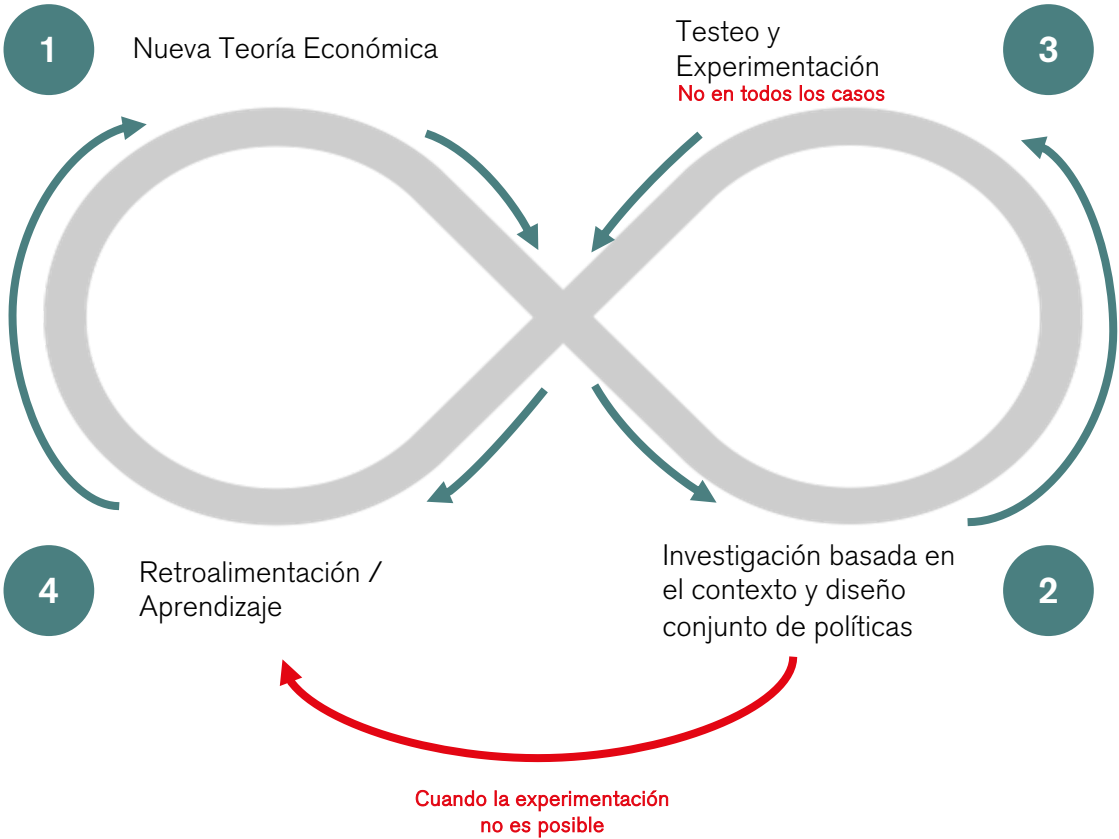 1
Nueva Teoría Económica
Testeo y
Experimentación
No en todos los casos
3
4
Retroalimentación /
Aprendizaje
Investigación basada en
el contexto y diseño
conjunto de políticas
2
Cuando la experimentación
no es posible